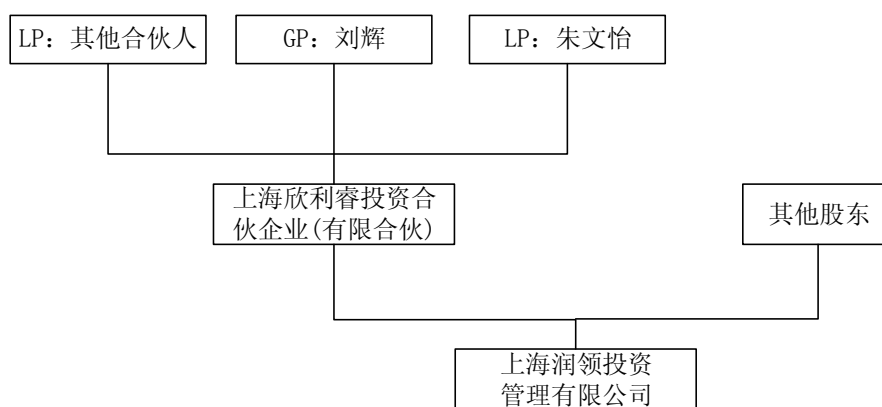 LP：其他合伙人
GP：刘辉
LP：朱文怡
上海欣利睿投资合
伙企业(有限合伙)
其他股东
上海润领投资
管理有限公司